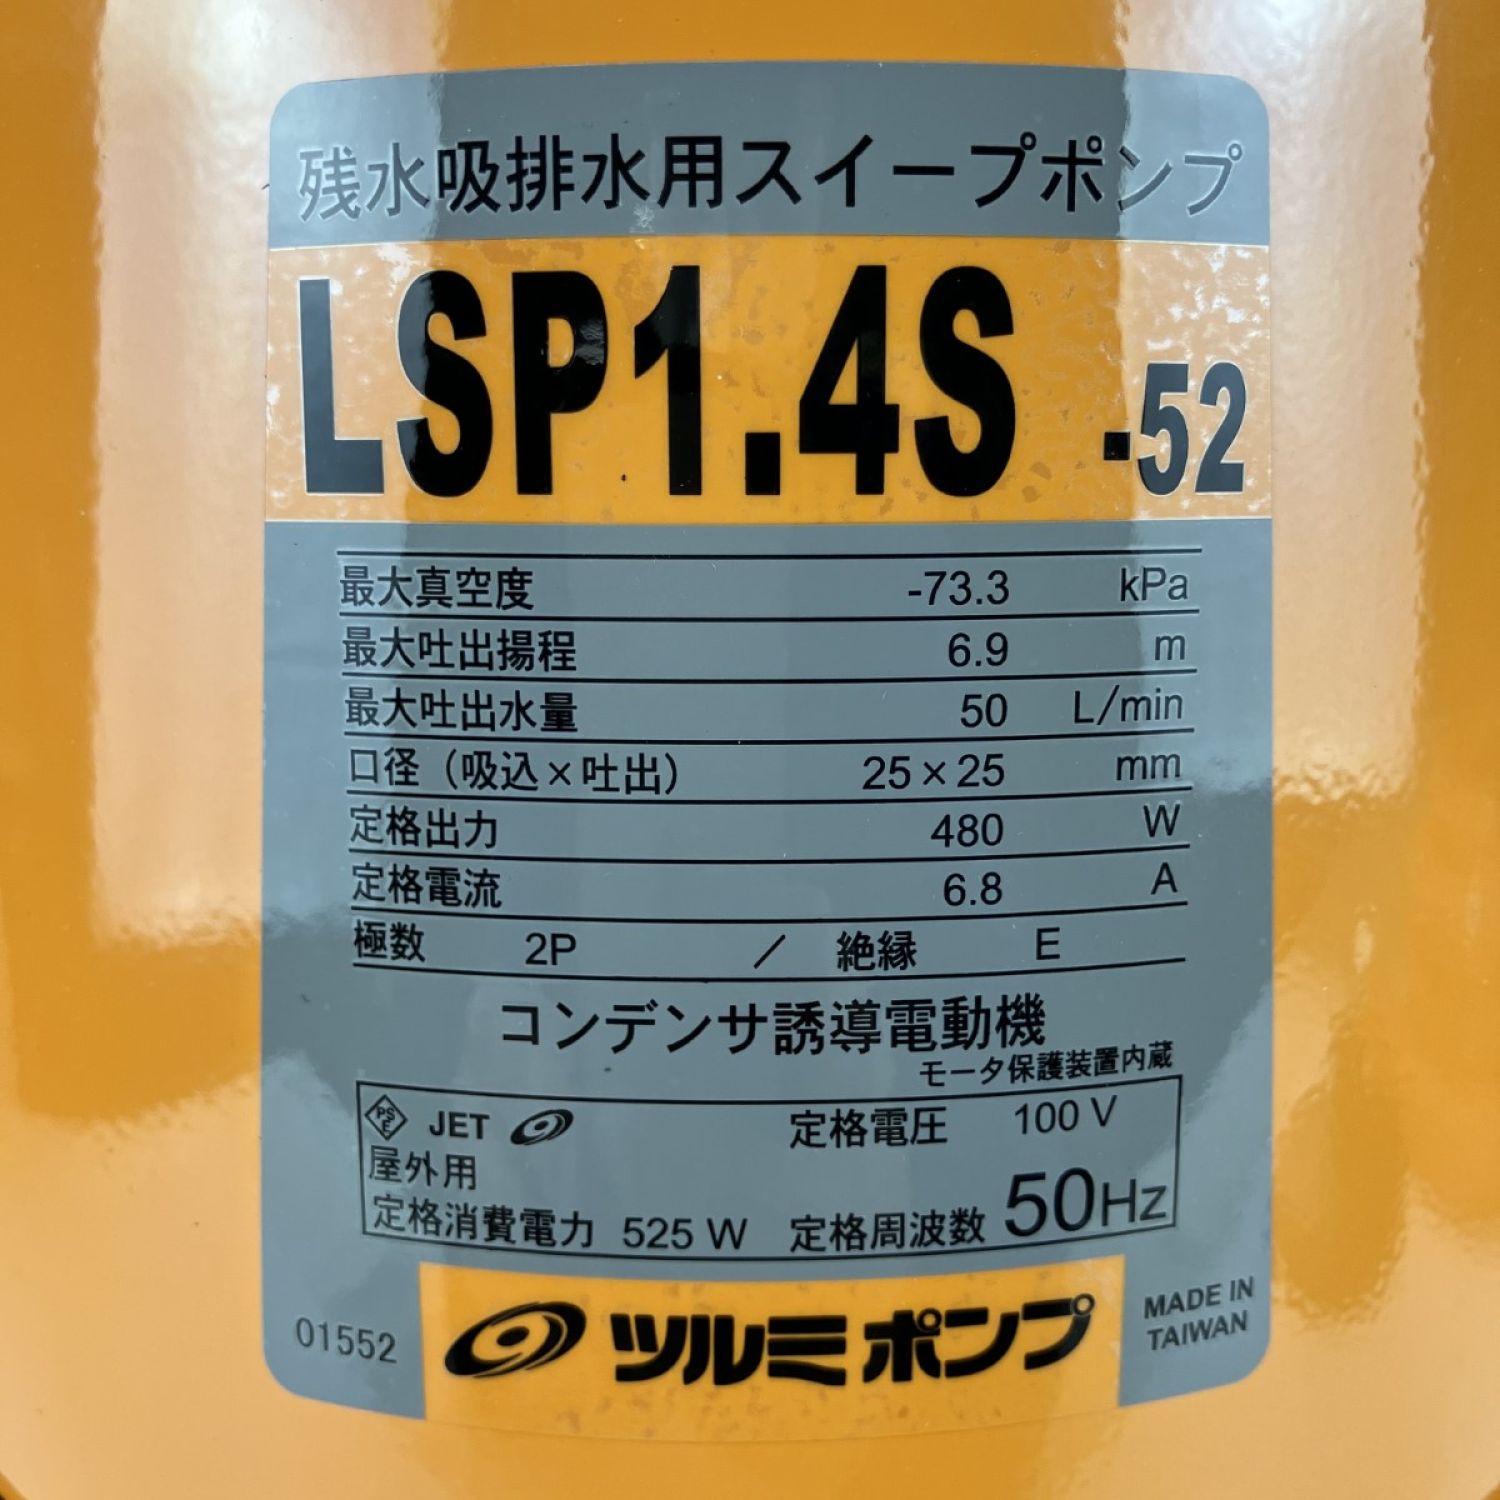 残水吸排水用スイープポンプ
LSP1.4S -52
最大真空度 -73.3 kPa
最大吐出揚程 6.9 m
最大吐出水量 50 L/min
口径（吸込×吐出） 25×25 mm
定格出力 480 W
定格電流 6.8 A
極数 2P / 絶縁 E
コンデンサ誘導電動機
モータ保護装置内蔵
PSE JET 定格電圧 100 V
屋外用
定格消費電力 525 W 定格周波数 50Hz
01552 ツルミポンプ MADE IN
TAIWAN